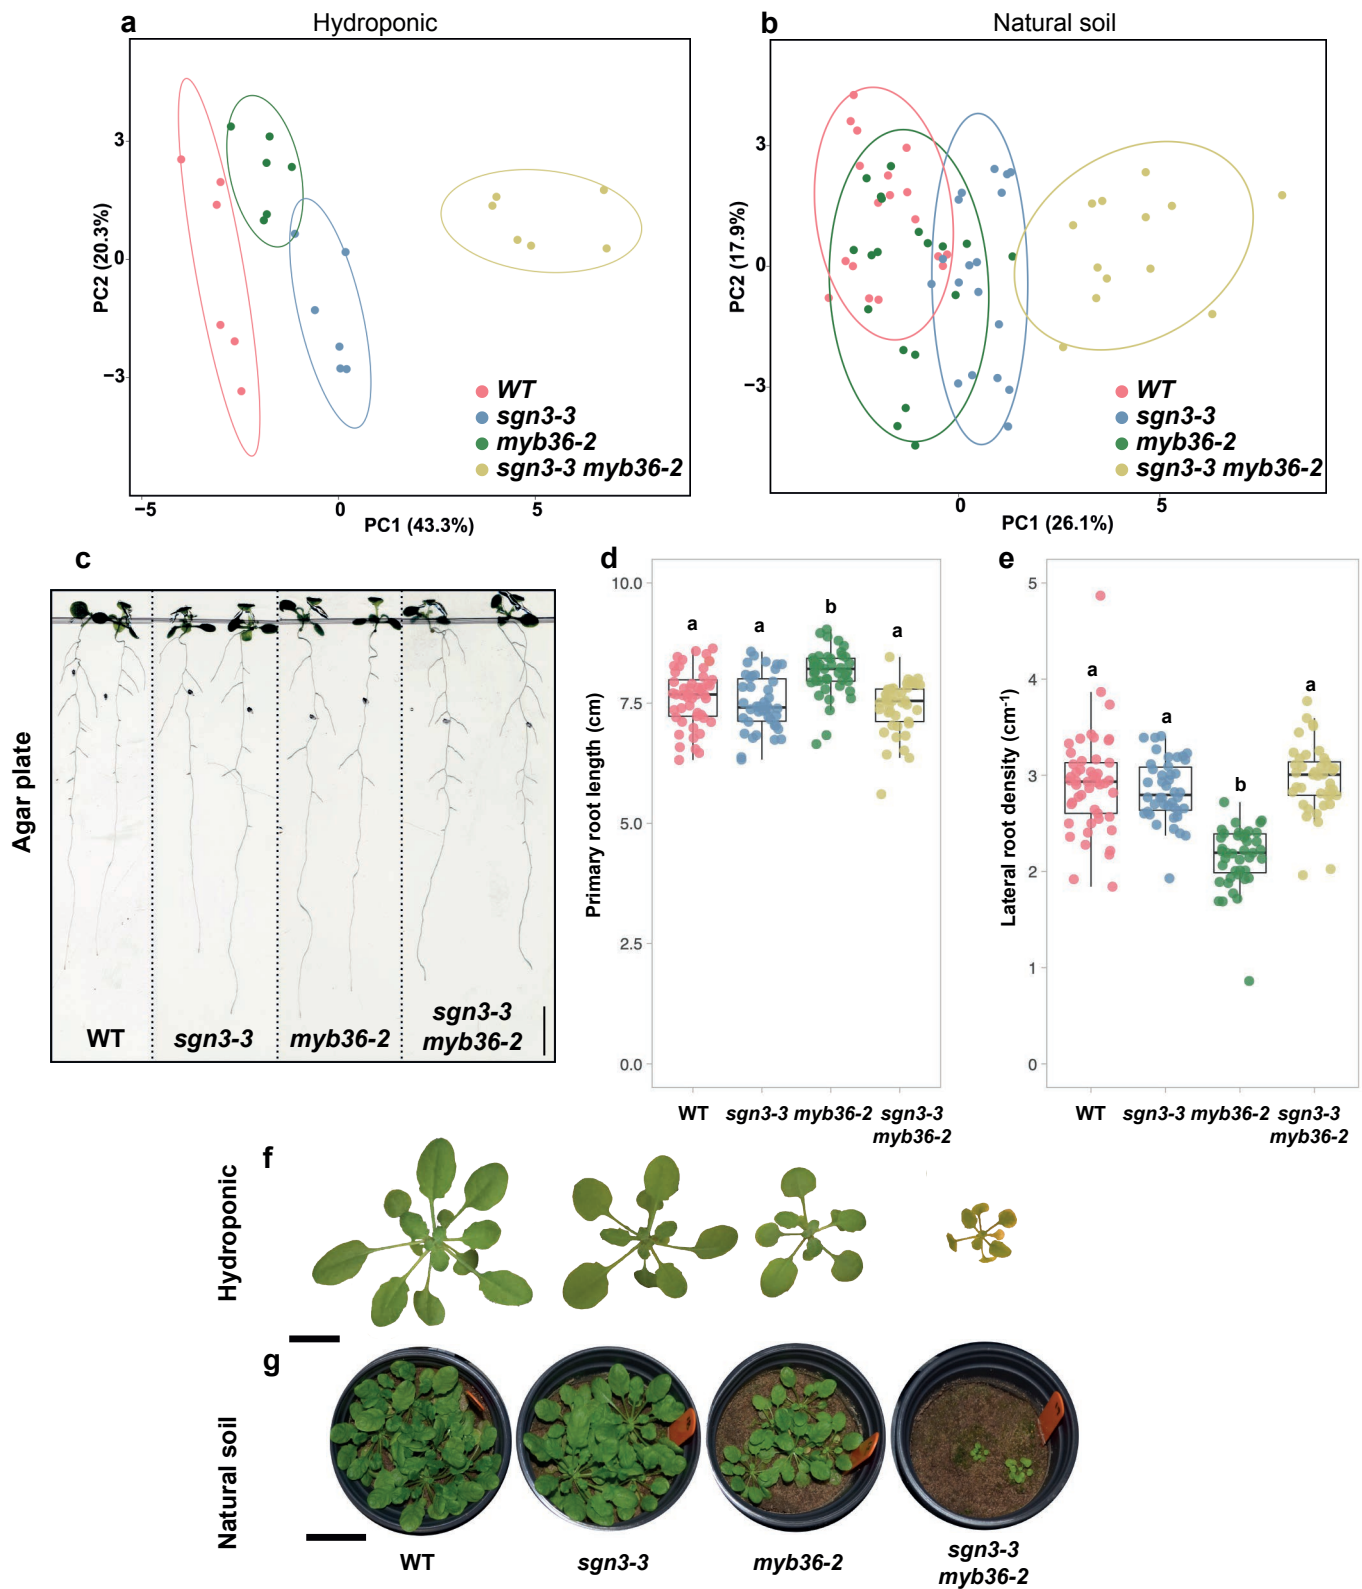 a
Hydroponic
3
0
−3
PC2 (20.3%)
WT
sgn3-3
myb36-2
sgn3-3 myb36-2
−5
0
5
PC1 (43.3%)
b
Natural soil
3
0
−3
PC2 (17.9%)
WT
sgn3-3
myb36-2
sgn3-3 myb36-2
0
5
PC1 (26.1%)
c
Agar plate
WT
sgn3-3
myb36-2
sgn3-3
myb36-2
d
10.0
7.5
5.0
2.5
0.0
Primary root length (cm)
a
a
b
a
WT
sgn3-3
myb36-2
sgn3-3
myb36-2
e
5
4
3
2
1
0
Lateral root density (cm⁻¹)
a
a
b
a
WT
sgn3-3
myb36-2
sgn3-3
myb36-2
f
Hydroponic
g
Natural soil
WT
sgn3-3
myb36-2
sgn3-3
myb36-2